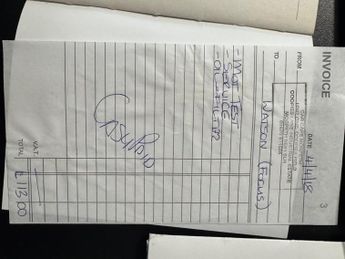 INVOICE 3
DATE 4/4/18
FROM
TO WATSON (FOCUS)
- MOT TEST
- SERVICE
- OIL + FILTER
CASH PAID
VAT
TOTAL £113.00